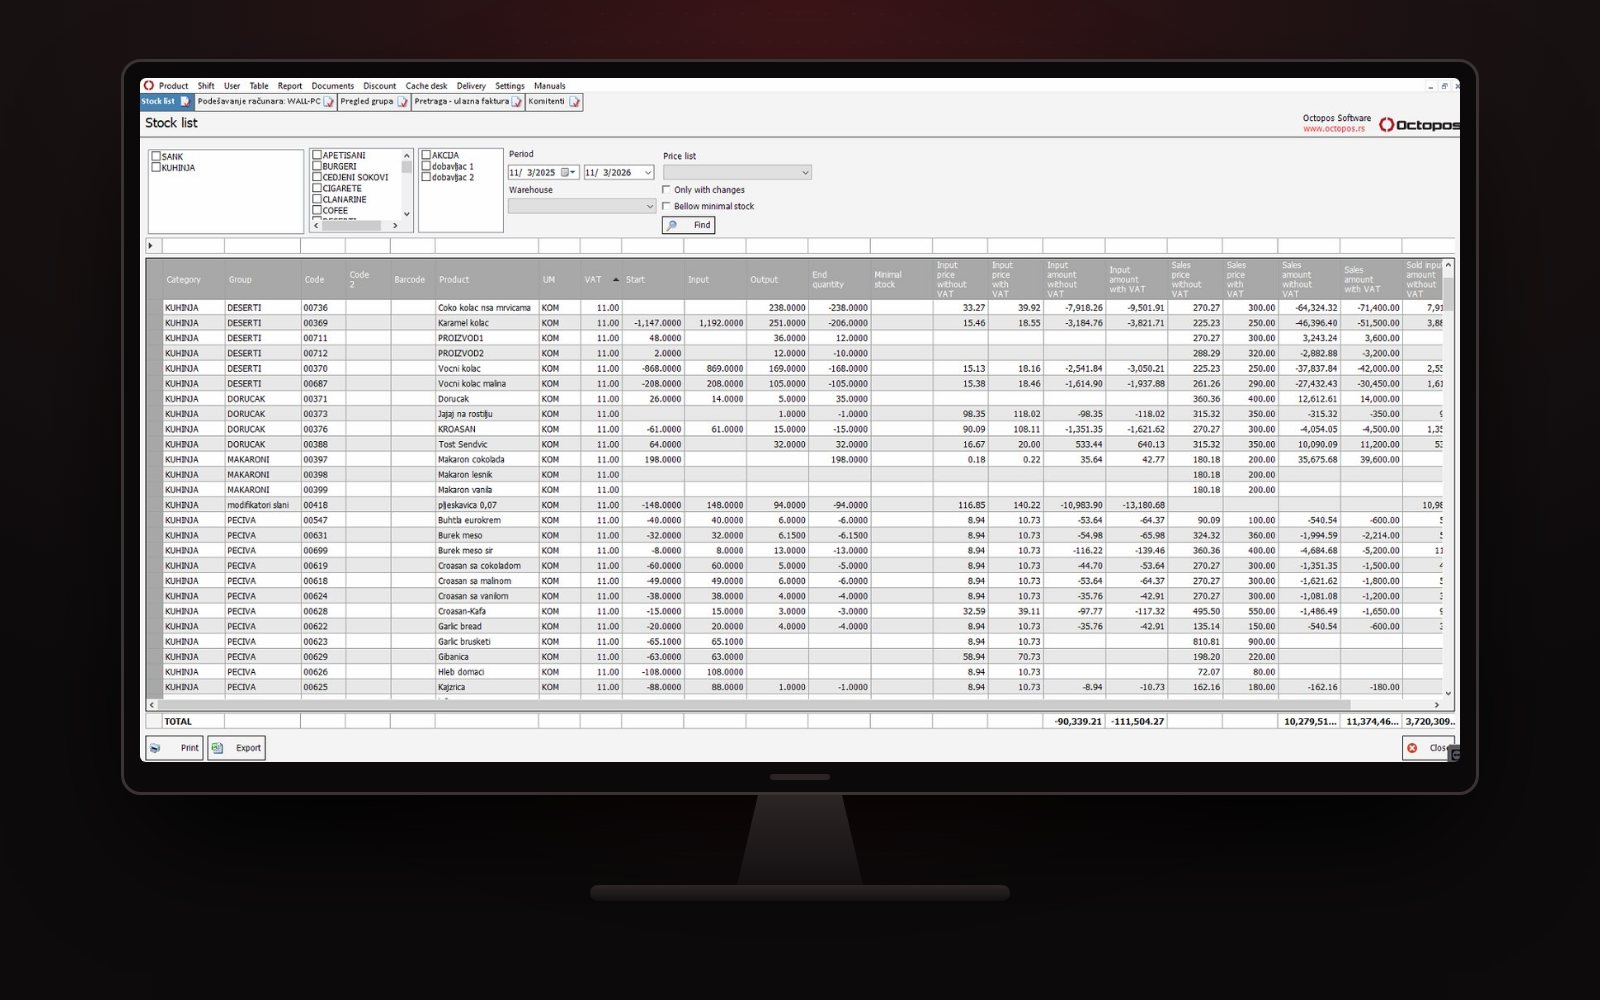 Product Shift User Table Report Documents Discount Cache desk Delivery Settings Manuals
Stock list Podešavanje računara: WALL-PC Pregled grupa Pretraga - ulazna faktura Komitenti
Stock list
Octopos Software
www.octopos.rs
Octopos
SANK
KUHINJA
APETISANI
BURGERI
CEDJENI SOKOVI
CIGARETE
CLANARINE
COFEE
DESERTI
AKCIJA
dobavljac 1
dobavljac 2
Period
11/ 3/2025 11/ 3/2026
Warehouse
Price list
Only with changes
Bellow minimal stock
Find
Category Group Code Code 2 Barcode Product UM VAT Start Input Output End quantity Minimal stock Input price without VAT Input price with VAT Input amount without VAT Input amount with VAT Sales price without VAT Sales price with VAT Sales amount without VAT Sales amount with VAT Sold input amount without VAT
KUHINJA DESERTI 00736 Coko kolac nsa mrvicama KOM 11.00 238.0000 -238.0000 33.27 39.92 -7,918.26 -9,501.91 270.27 300.00 -64,324.32 -71,400.00 7,91
KUHINJA DESERTI 00369 Karamel kolac KOM 11.00 -1,147.0000 1,192.0000 251.0000 -206.0000 15.46 18.55 -3,184.76 -3,821.71 225.23 250.00 -46,396.40 -51,500.00 3,88
KUHINJA DESERTI 00711 PROIZVOD1 KOM 11.00 48.0000 36.0000 12.0000 270.27 300.00 3,243.24 3,600.00
KUHINJA DESERTI 00712 PROIZVOD2 KOM 11.00 2.0000 12.0000 -10.0000 288.29 320.00 -2,882.88 -3,200.00
KUHINJA DESERTI 00370 Vocni kolac KOM 11.00 -868.0000 869.0000 169.0000 -168.0000 15.13 18.16 -2,541.84 -3,050.21 225.23 250.00 -37,837.84 -42,000.00 2,55
KUHINJA DESERTI 00687 Vocni kolac malina KOM 11.00 -208.0000 208.0000 105.0000 -105.0000 15.38 18.46 -1,614.90 -1,937.88 261.26 290.00 -27,432.43 -30,450.00 1,61
KUHINJA DORUCAK 00371 Dorucak KOM 11.00 26.0000 14.0000 5.0000 35.0000 360.36 400.00 12,612.61 14,000.00
KUHINJA DORUCAK 00373 Jajaj na rostilju KOM 11.00 1.0000 -1.0000 98.35 118.02 -98.35 -118.02 315.32 350.00 -315.32 -350.00 9
KUHINJA DORUCAK 00376 KROASAN KOM 11.00 -61.0000 61.0000 15.0000 -15.0000 90.09 108.11 -1,351.35 -1,621.62 270.27 300.00 -4,054.05 -4,500.00 1,35
KUHINJA DORUCAK 00388 Tost Sendvic KOM 11.00 64.0000 32.0000 32.0000 16.67 20.00 533.44 640.13 315.32 350.00 10,090.09 11,200.00 53
KUHINJA MAKARONI 00397 Makaron cokolada KOM 11.00 198.0000 198.0000 0.18 0.22 35.64 42.77 180.18 200.00 35,675.68 39,600.00
KUHINJA MAKARONI 00398 Makaron lesnik KOM 11.00 180.18 200.00
KUHINJA MAKARONI 00399 Makaron vanila KOM 11.00 180.18 200.00
KUHINJA modifikatori slani 00418 pljeskavica 0,07 KOM 11.00 -148.0000 148.0000 94.0000 -94.0000 116.85 140.22 -10,983.90 -13,180.68 10,98
KUHINJA PECIVA 00547 Buhtla eurokrem KOM 11.00 -40.0000 40.0000 6.0000 -6.0000 8.94 10.73 -53.64 -64.37 90.09 100.00 -540.54 -600.00 5
KUHINJA PECIVA 00631 Burek meso KOM 11.00 -32.0000 32.0000 6.1500 -6.1500 8.94 10.73 -54.98 -65.98 324.32 360.00 -1,994.59 -2,214.00 5
KUHINJA PECIVA 00699 Burek meso sir KOM 11.00 -8.0000 8.0000 13.0000 -13.0000 8.94 10.73 -116.22 -139.46 360.36 400.00 -4,684.68 -5,200.00 11
KUHINJA PECIVA 00619 Croasan sa cokoladom KOM 11.00 -60.0000 60.0000 5.0000 -5.0000 8.94 10.73 -44.70 -53.64 270.27 300.00 -1,351.35 -1,500.00 4
KUHINJA PECIVA 00618 Croasan sa malinom KOM 11.00 -49.0000 49.0000 6.0000 -6.0000 8.94 10.73 -53.64 -64.37 270.27 300.00 -1,621.62 -1,800.00 5
KUHINJA PECIVA 00624 Croasan sa vanilom KOM 11.00 -38.0000 38.0000 4.0000 -4.0000 8.94 10.73 -35.76 -42.91 270.27 300.00 -1,081.08 -1,200.00 3
KUHINJA PECIVA 00628 Croasan-Kafa KOM 11.00 -15.0000 15.0000 3.0000 -3.0000 32.59 39.11 -97.77 -117.32 495.50 550.00 -1,486.49 -1,650.00 9
KUHINJA PECIVA 00622 Garlic bread KOM 11.00 -20.0000 20.0000 4.0000 -4.0000 8.94 10.73 -35.76 -42.91 135.14 150.00 -540.54 -600.00 3
KUHINJA PECIVA 00623 Garlic brusketi KOM 11.00 -65.1000 65.1000 8.94 10.73 810.81 900.00
KUHINJA PECIVA 00629 Gibanica KOM 11.00 -63.0000 63.0000 58.94 70.73 198.20 220.00
KUHINJA PECIVA 00626 Hleb domaci KOM 11.00 -108.0000 108.0000 8.94 10.73 72.07 80.00
KUHINJA PECIVA 00625 Kajzrica KOM 11.00 -88.0000 88.0000 1.0000 -1.0000 8.94 10.73 -8.94 -10.73 162.16 180.00 -162.16 -180.00
TOTAL -90,339.21 -111,504.27 10,279,51... 11,374,46... 3,720,309..
Print Export Close